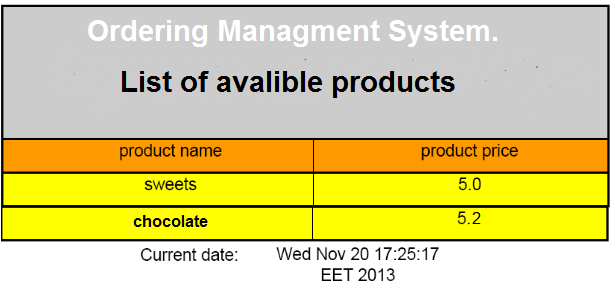 Ordering Managment System.
List of avalible products
product name product price
sweets 5.0
chocolate 5.2
Current date: Wed Nov 20 17:25:17
EET 2013